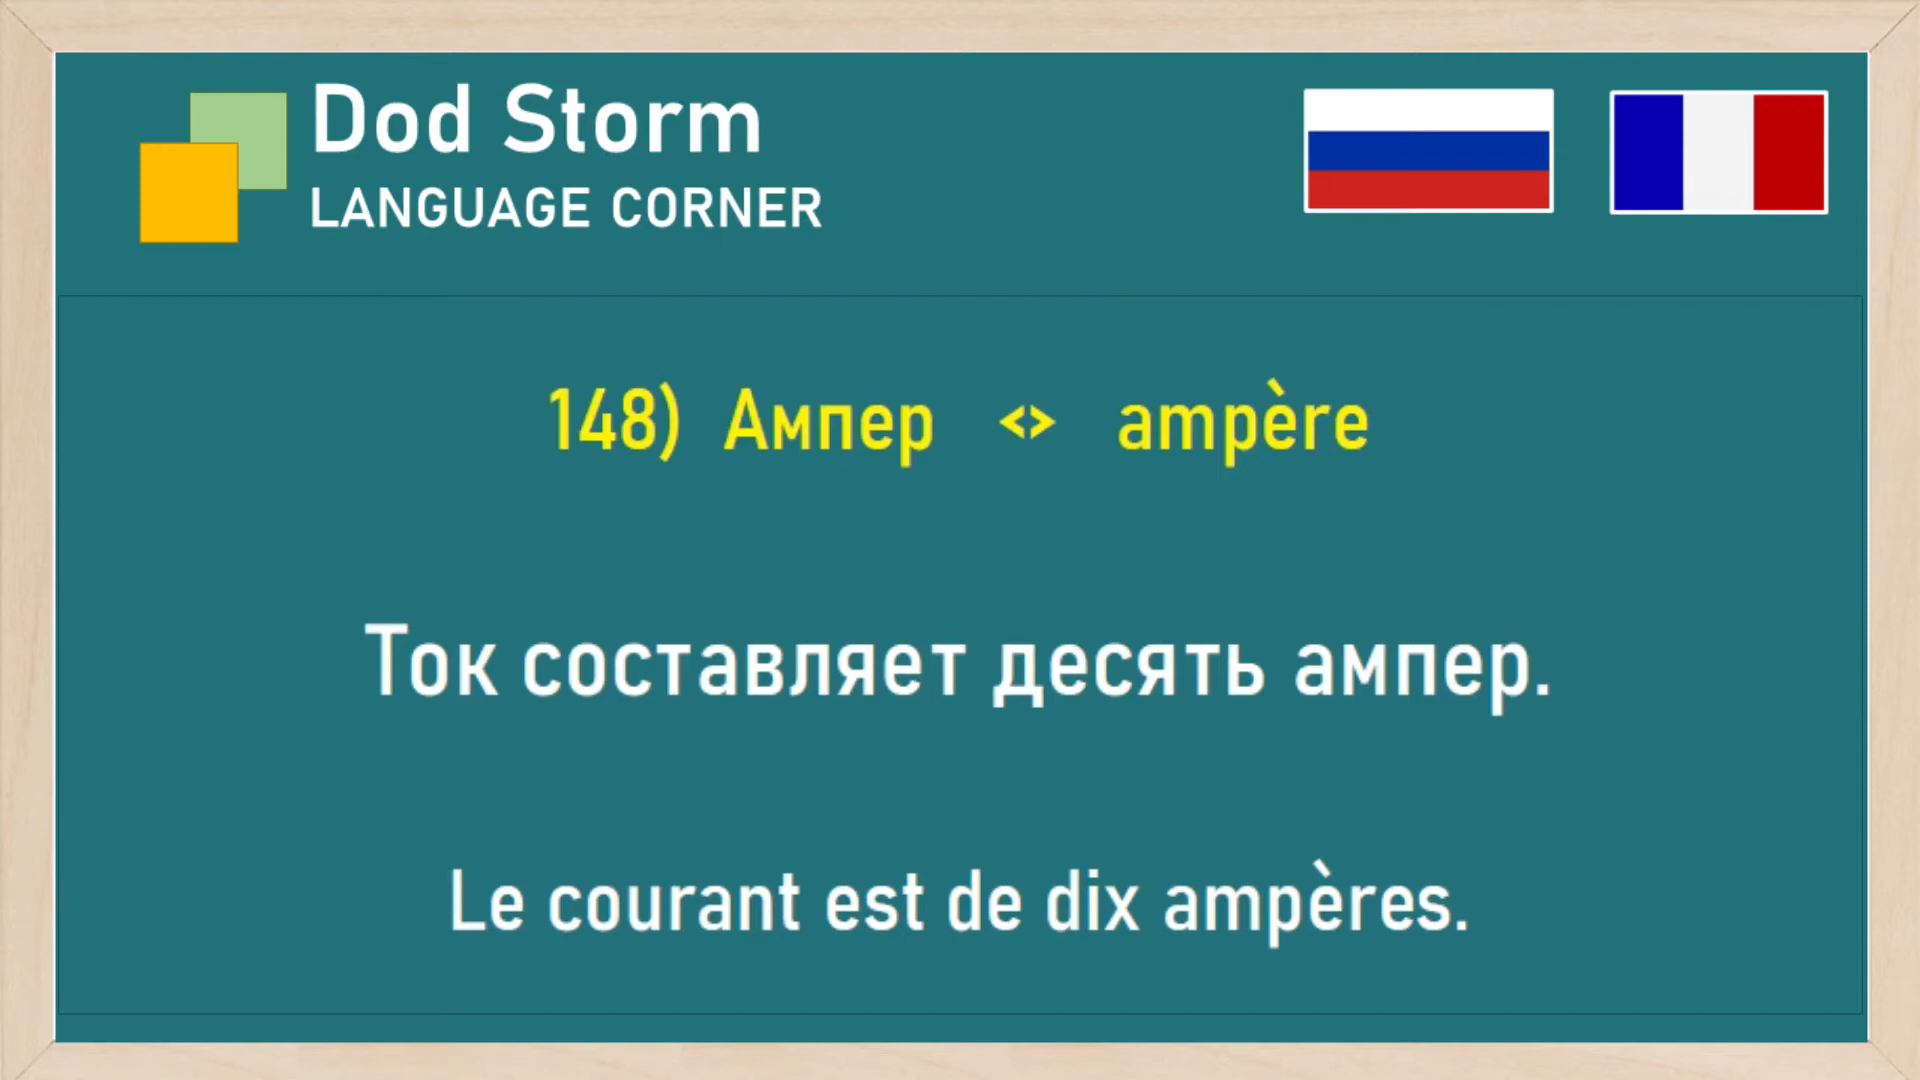 Dod Storm
LANGUAGE CORNER
148) Ампер <> ampère
Ток составляет десять ампер.
Le courant est de dix ampères.